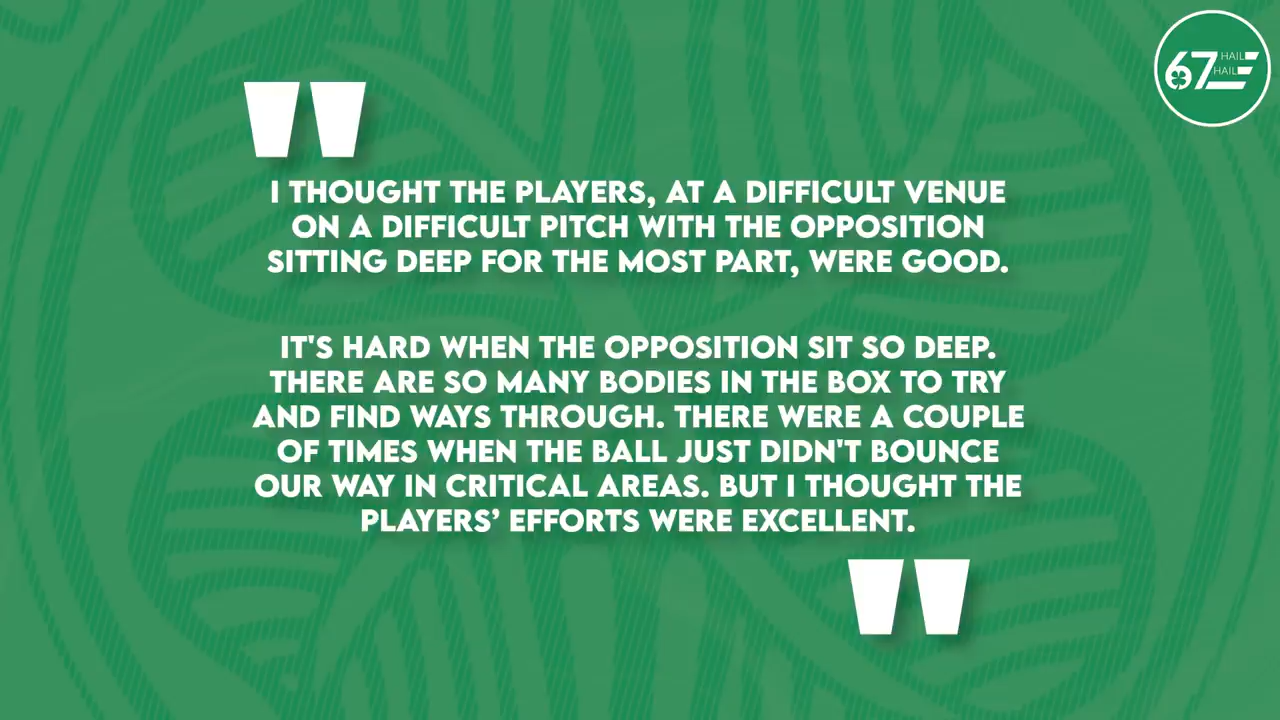 67 HAIL
HAIL
"
I THOUGHT THE PLAYERS, AT A DIFFICULT VENUE
ON A DIFFICULT PITCH WITH THE OPPOSITION
SITTING DEEP FOR THE MOST PART, WERE GOOD.
IT'S HARD WHEN THE OPPOSITION SIT SO DEEP.
THERE ARE SO MANY BODIES IN THE BOX TO TRY
AND FIND WAYS THROUGH. THERE WERE A COUPLE
OF TIMES WHEN THE BALL JUST DIDN'T BOUNCE
OUR WAY IN CRITICAL AREAS. BUT I THOUGHT THE
PLAYERS’ EFFORTS WERE EXCELLENT.
"